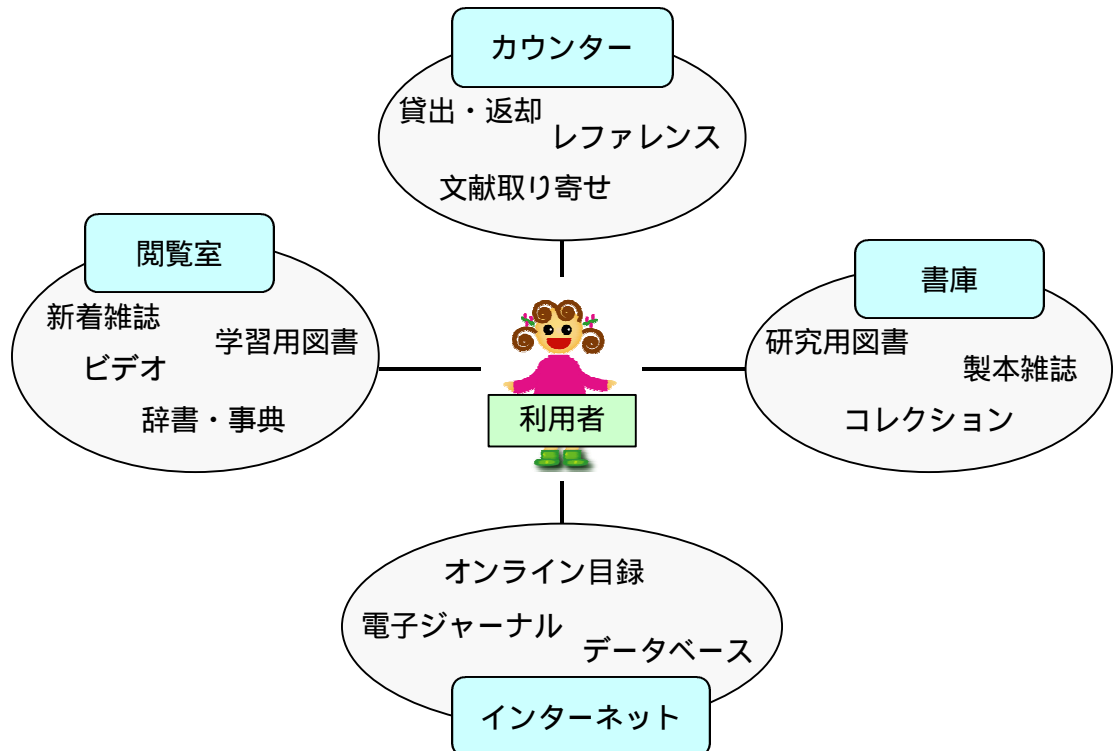 カウンター
貸出・返却
レファレンス
文献取り寄せ
閲覧室
新着雑誌
学習用図書
ビデオ
辞書・事典
書庫
研究用図書
製本雑誌
コレクション
利用者
オンライン目録
電子ジャーナル
データベース
インターネット